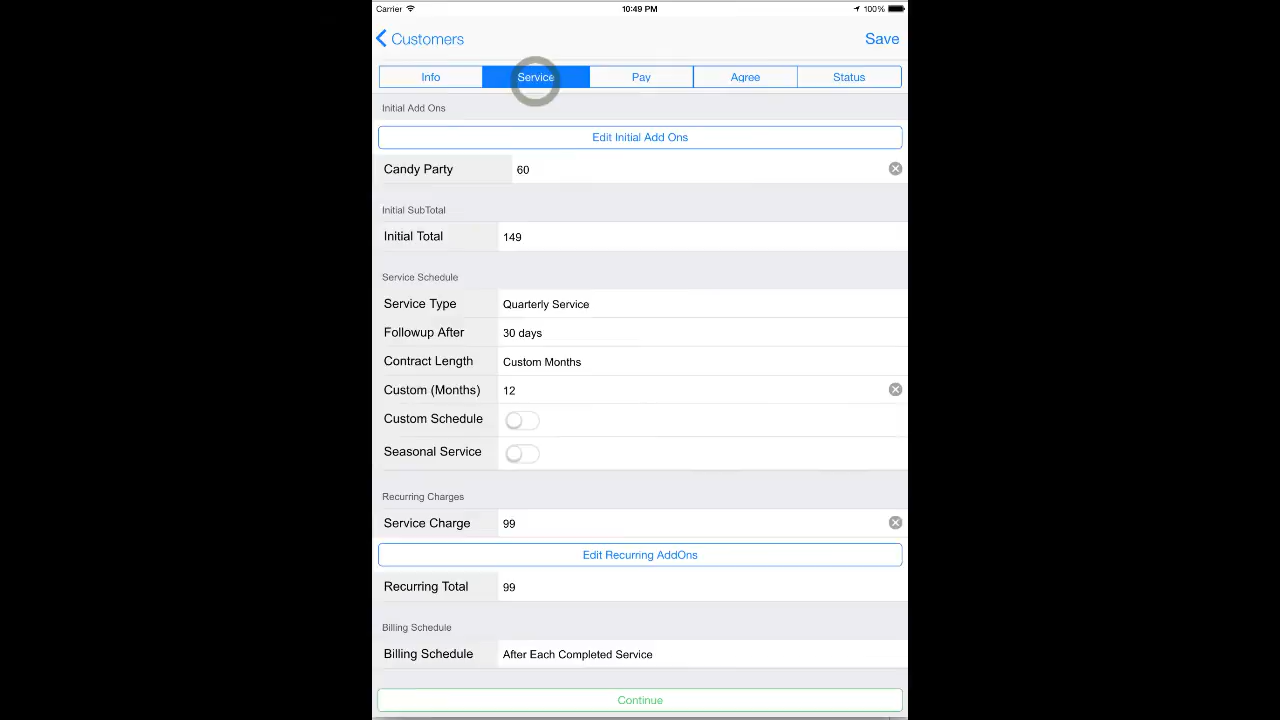 Carrier 10:49 PM 100%
Customers Save
Info Service Pay Agree Status
Initial Add Ons
Edit Initial Add Ons
Candy Party 60
Initial SubTotal
Initial Total 149
Service Schedule
Service Type Quarterly Service
Followup After 30 days
Contract Length Custom Months
Custom (Months) 12
Custom Schedule
Seasonal Service
Recurring Charges
Service Charge 99
Edit Recurring AddOns
Recurring Total 99
Billing Schedule
Billing Schedule After Each Completed Service
Continue